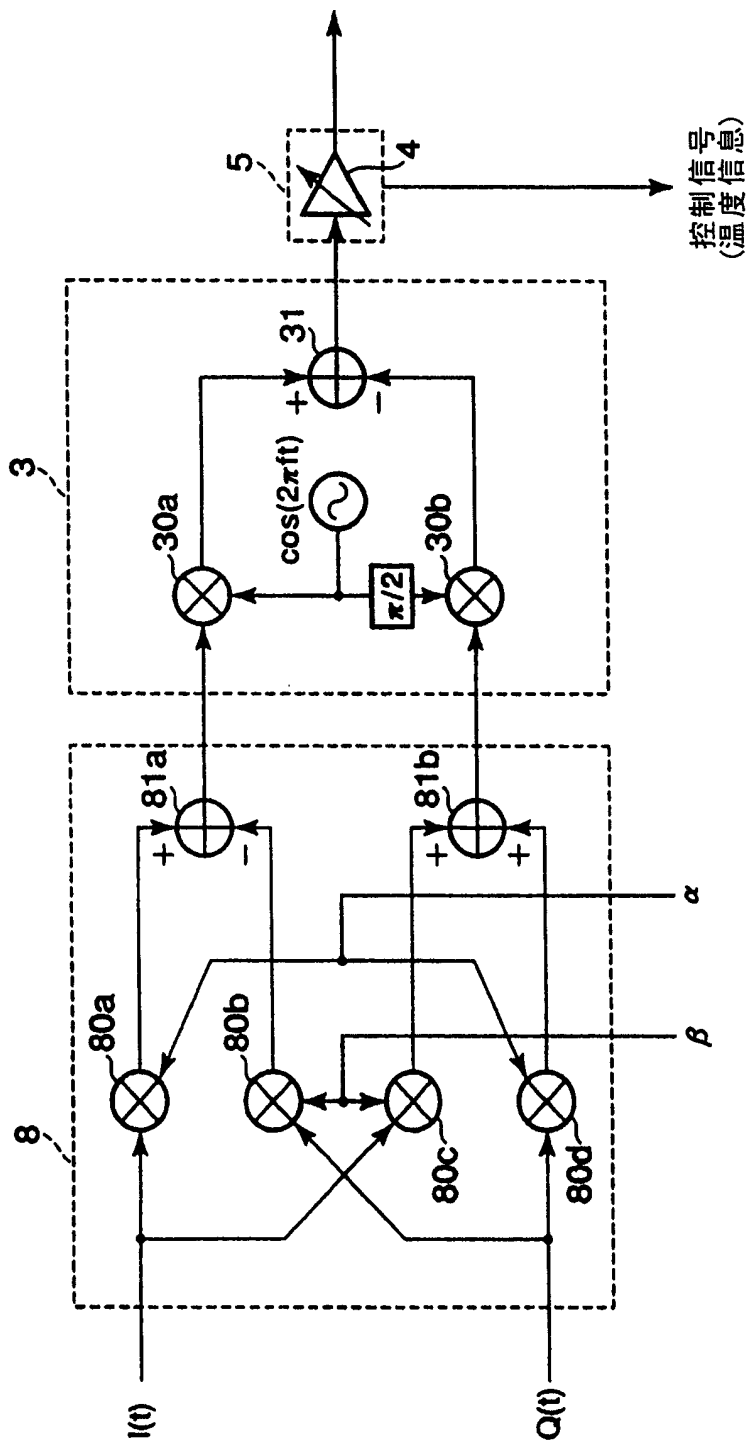 I(t)
Q(t)
8
80a
80b
80c
80d
β
α
81a
+
-
81b
+
+
3
30a
30b
cos(2πft)
π/2
31
+
-
5
4
控制信号
(温度信息)